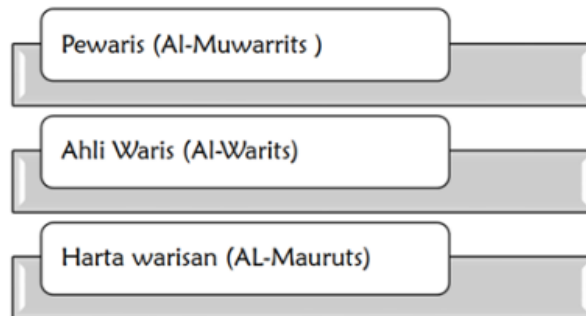 Pewaris (Al-Muwarrits )
Ahli Waris (Al-Warits)
Harta warisan (AL-Mauruts)